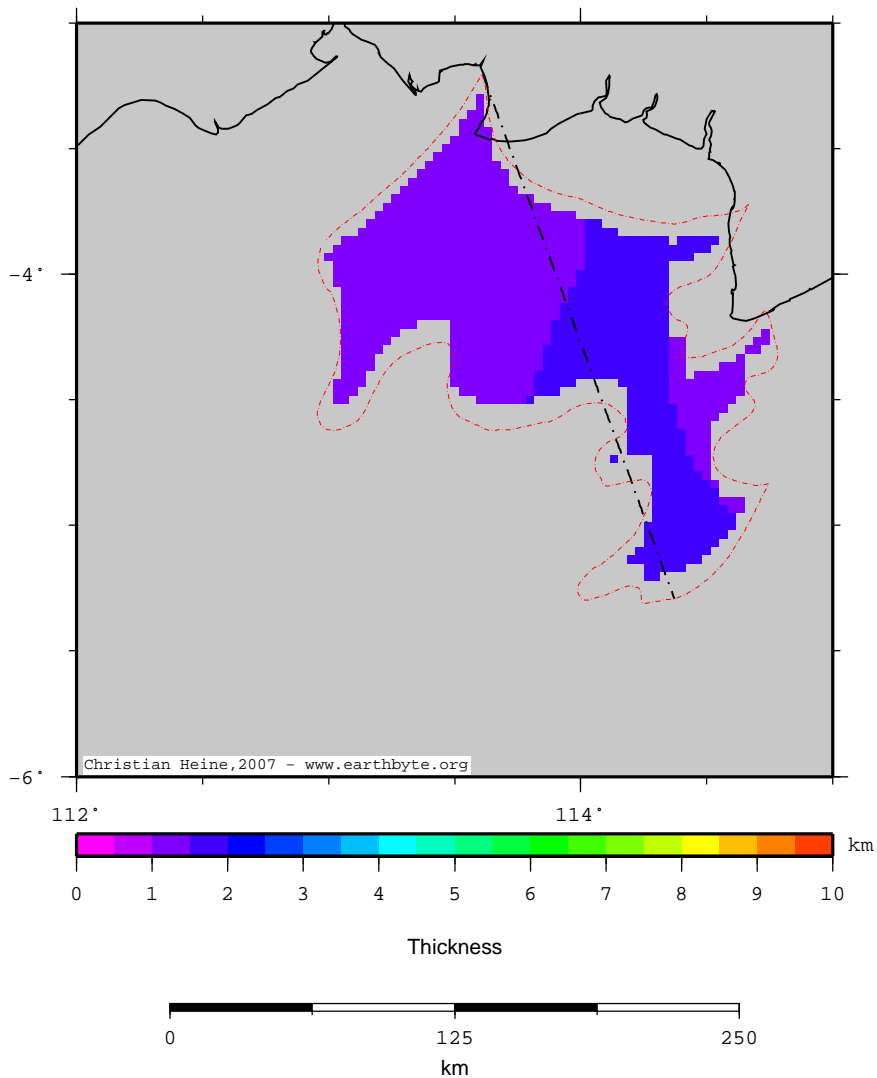 -4°
-6°
Christian Heine,2007 - www.earthbyte.org
112° 114°
km
0 1 2 3 4 5 6 7 8 9 10
Thickness
0 125 250
km